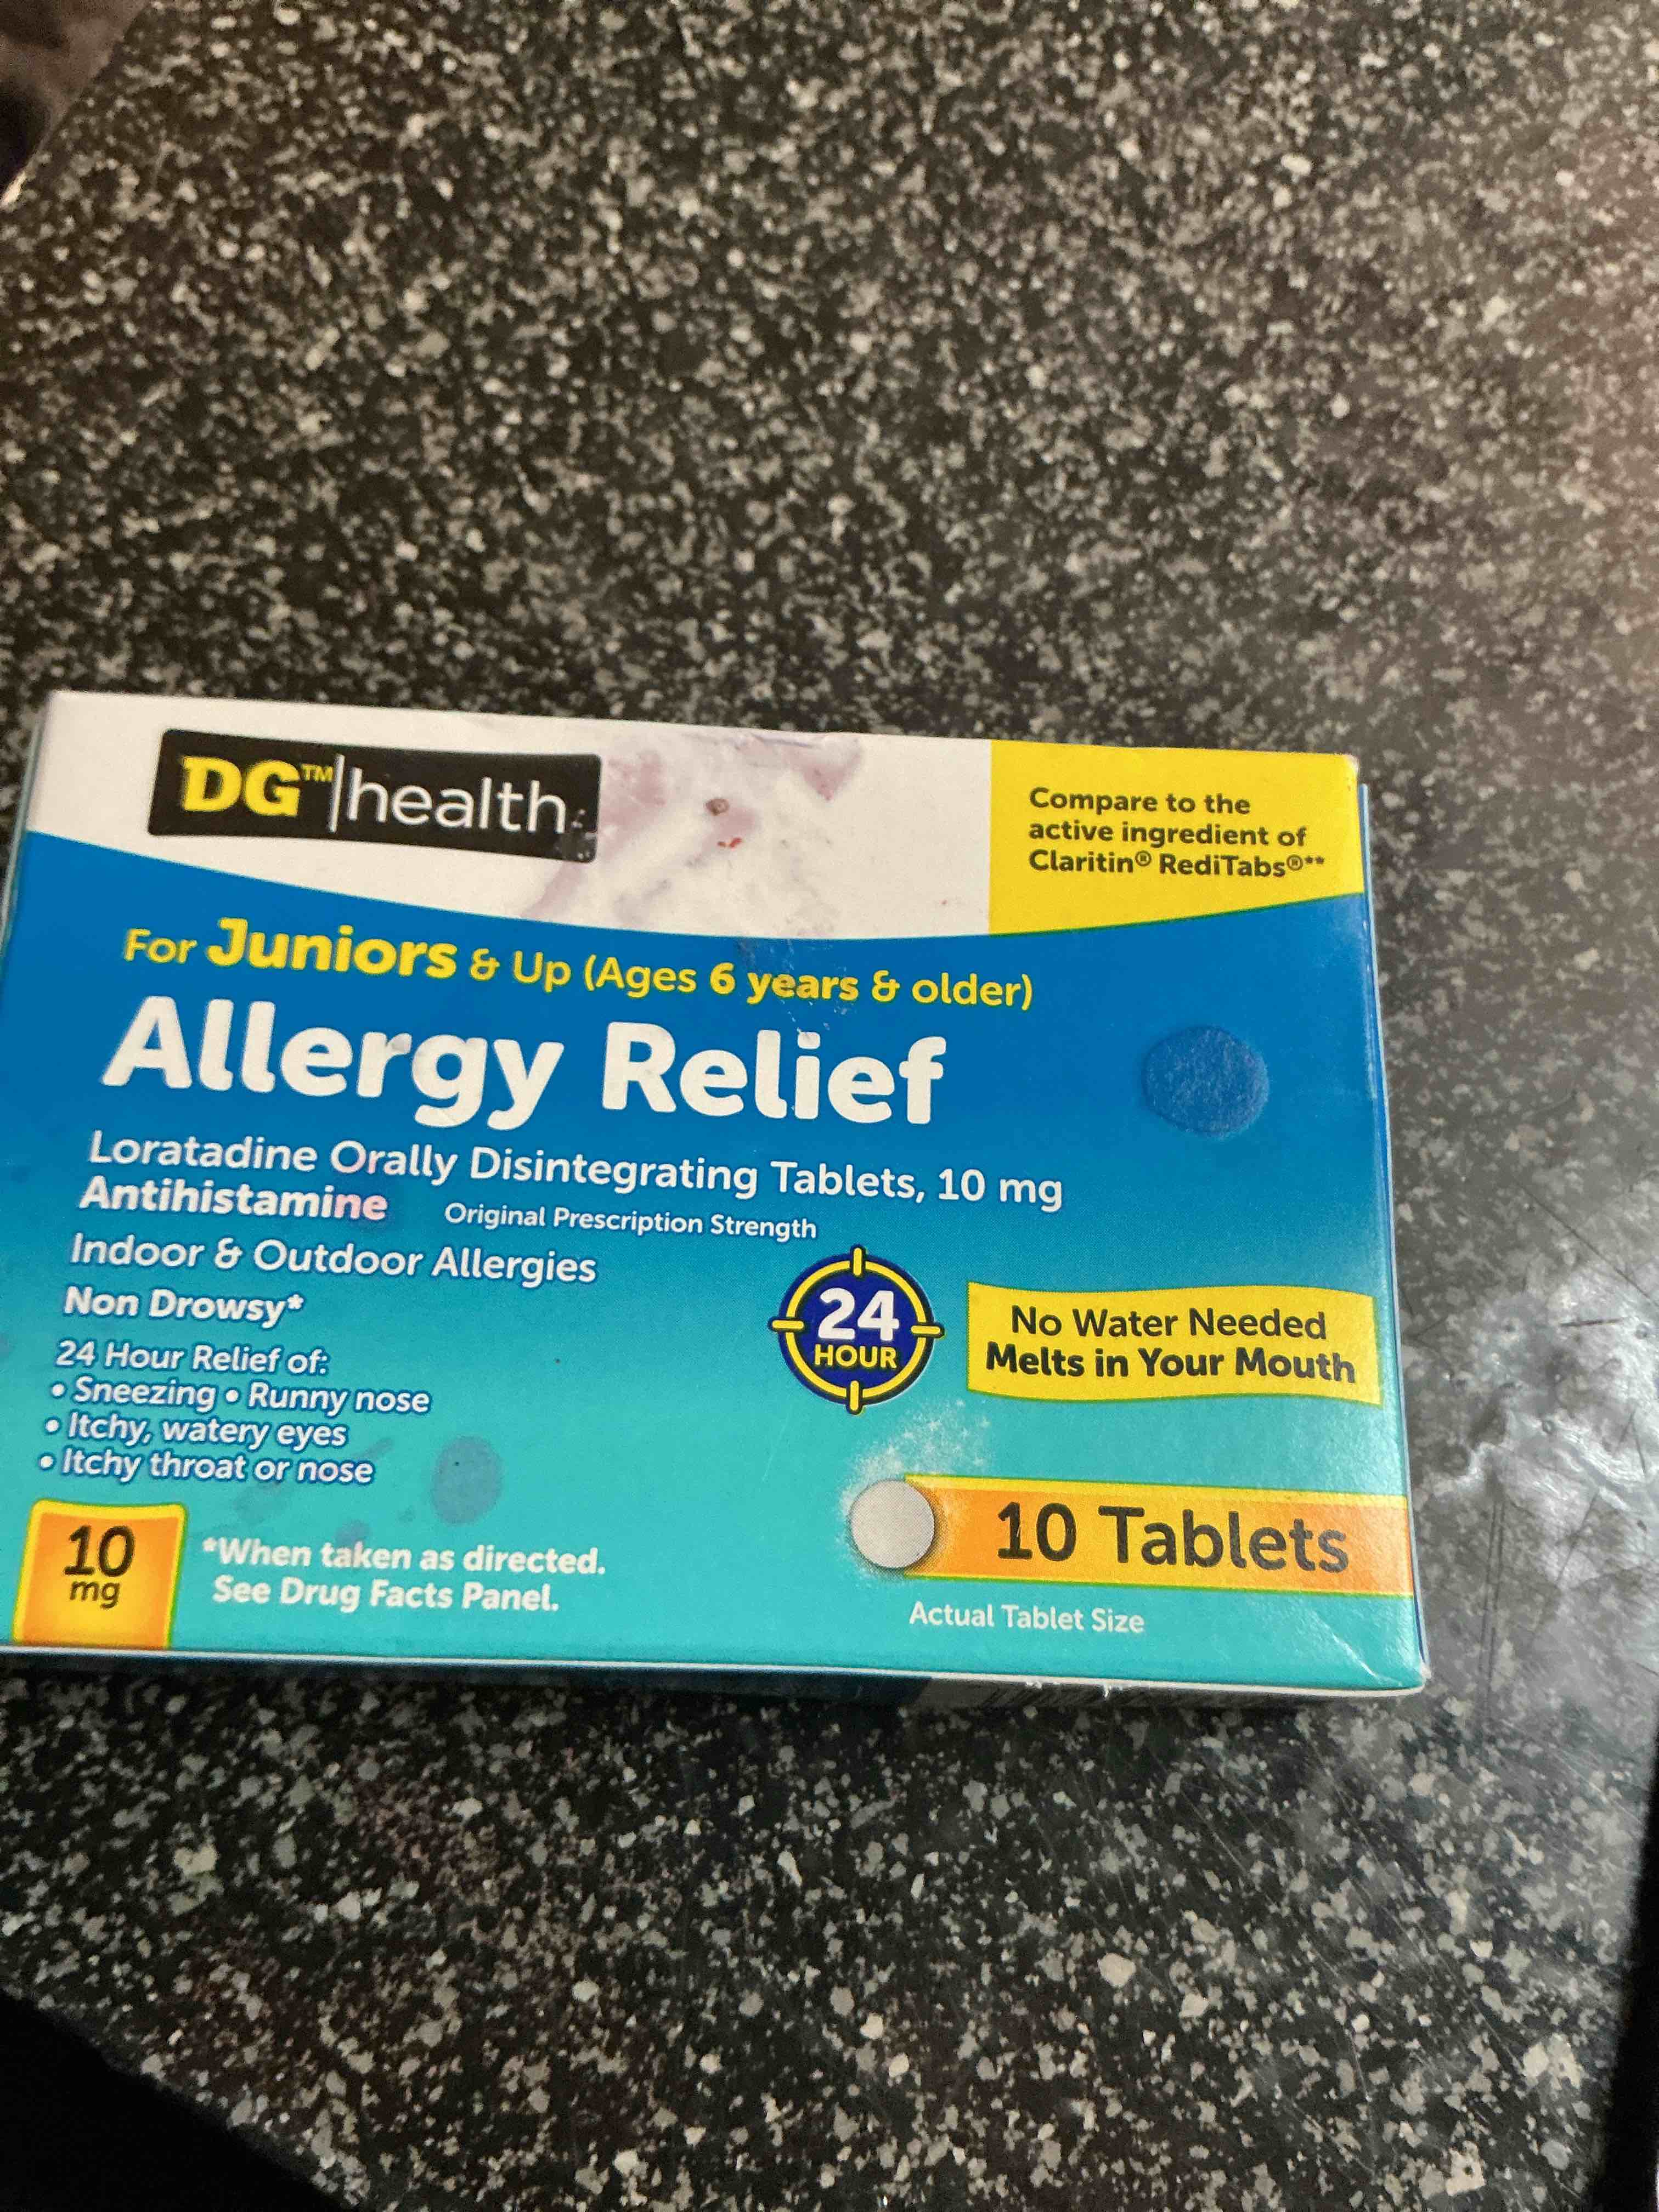 DG™|health
Compare to the
active ingredient of
Claritin® RediTabs®**
For Juniors & Up (Ages 6 years & older)
Allergy Relief
Loratadine Orally Disintegrating Tablets, 10 mg
Antihistamine Original Prescription Strength
Indoor & Outdoor Allergies
Non Drowsy*
24 Hour Relief of:
• Sneezing • Runny nose
• Itchy, watery eyes
• Itchy throat or nose
24
HOUR
No Water Needed
Melts in Your Mouth
10
mg
*When taken as directed.
See Drug Facts Panel.
10 Tablets
Actual Tablet Size